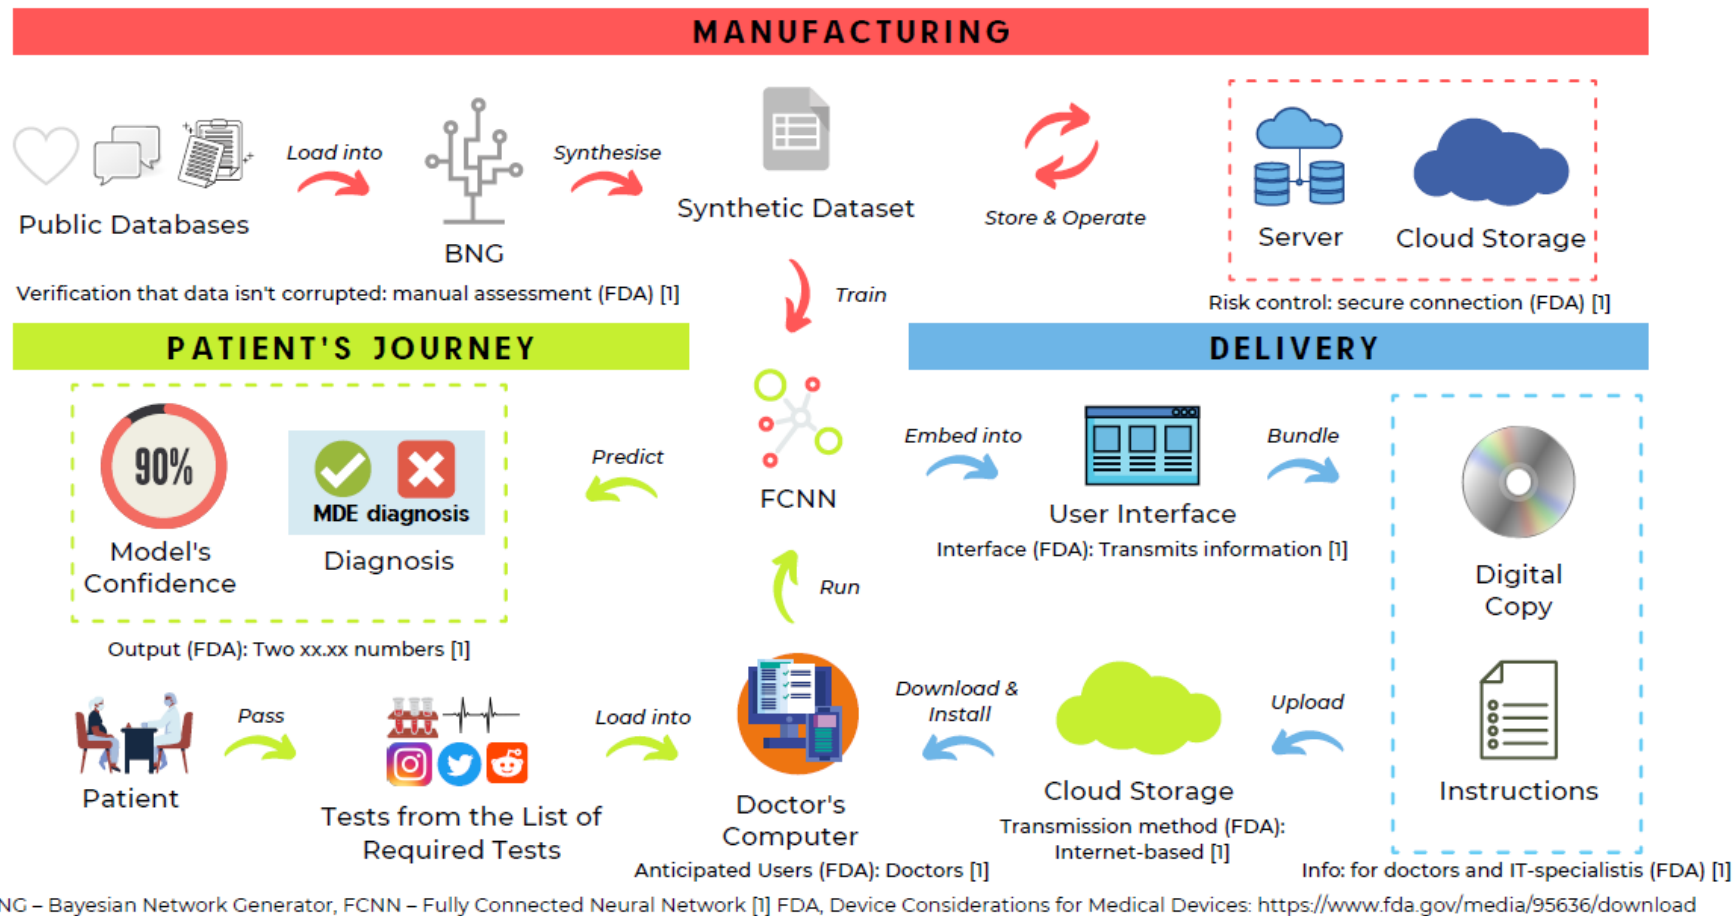 MANUFACTURING
Load into
Synthesise
Public Databases
BNG
Synthetic Dataset
Store & Operate
Server
Cloud Storage
Verification that data isn't corrupted: manual assessment (FDA) [1]
Train
Risk control: secure connection (FDA) [1]
PATIENT'S JOURNEY
DELIVERY
90%
MDE diagnosis
Model's
Confidence
Diagnosis
Predict
FCNN
Embed into
Bundle
User Interface
Interface (FDA): Transmits information [1]
Digital
Copy
Run
Output (FDA): Two xx.xx numbers [1]
Pass
Load into
Download &
Install
Upload
Patient
Tests from the List of
Required Tests
Doctor's
Computer
Cloud Storage
Instructions
Transmission method (FDA):
Internet-based [1]
Anticipated Users (FDA): Doctors [1]
Info: for doctors and IT-specialistis (FDA) [1]
NG – Bayesian Network Generator, FCNN – Fully Connected Neural Network [1] FDA, Device Considerations for Medical Devices: https://www.fda.gov/media/95636/download